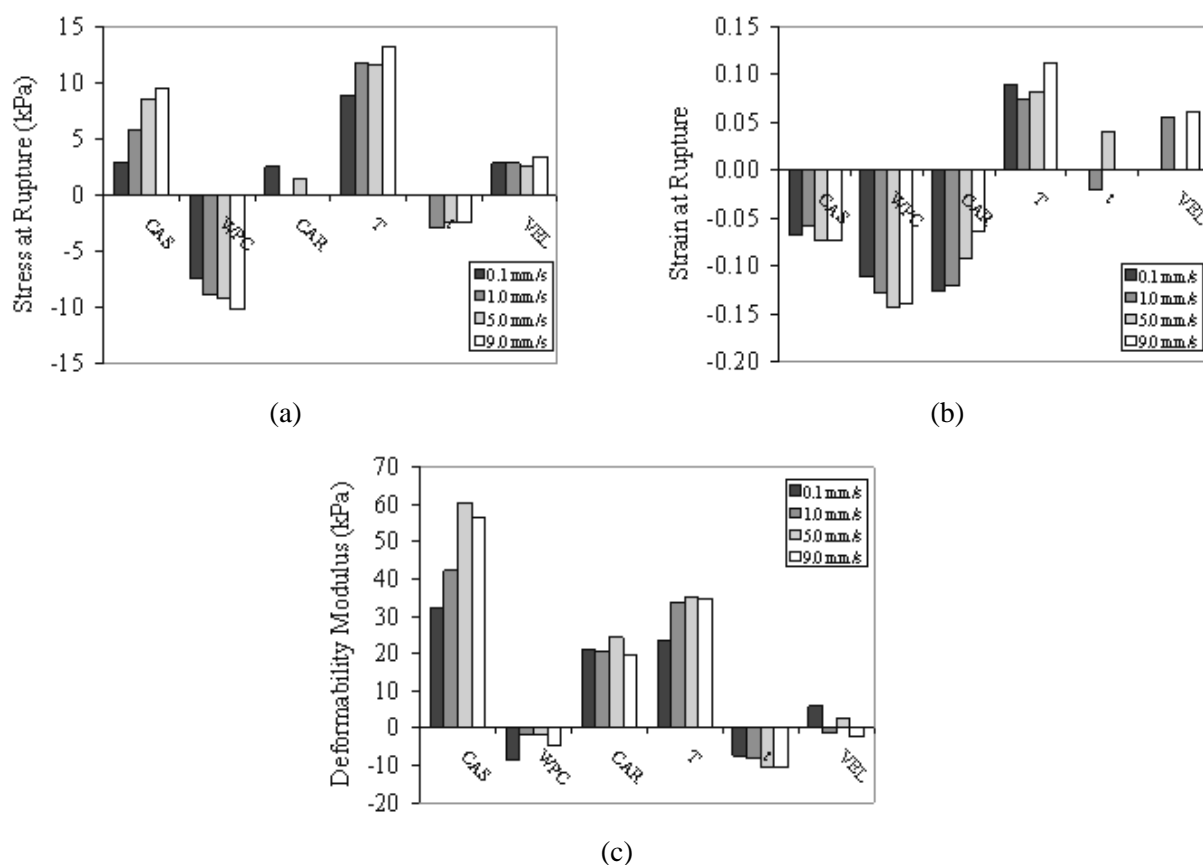 Stress at Rupture (kPa)
15
10
5
0
-5
-10
-15
CAS
WPC
CAR
T
t
VEL
0.1 mm/s
1.0 mm/s
5.0 mm/s
9.0 mm/s
(a)
Strain at Rupture
0.15
0.10
0.05
0.00
-0.05
-0.10
-0.15
-0.20
CAS
WPC
CAR
T
t
VEL
0.1 mm/s
1.0 mm/s
5.0 mm/s
9.0 mm/s
(b)
Deformability Modulus (kPa)
70
60
50
40
30
20
10
0
-10
-20
CAS
WPC
CAR
T
t
VEL
0.1 mm/s
1.0 mm/s
5.0 mm/s
9.0 mm/s
(c)